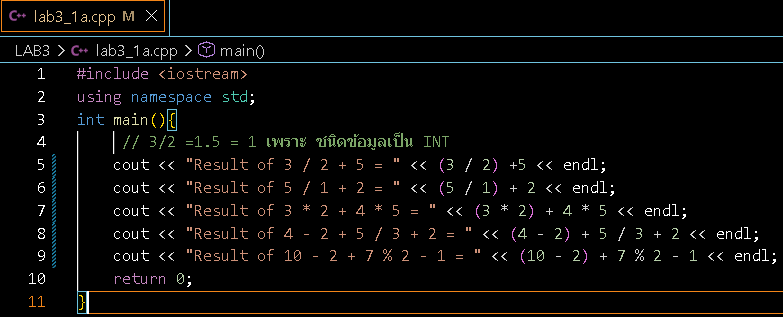 lab3_1a.cpp M
LAB3 > lab3_1a.cpp > main()
1 #include <iostream>
2 using namespace std;
3 int main(){
4 // 3/2 =1.5 = 1 เพราะ ชนิดข้อมูลเป็น INT
5 cout << "Result of 3 / 2 + 5 = " << (3 / 2) +5 << endl;
6 cout << "Result of 5 / 1 + 2 = " << (5 / 1) + 2 << endl;
7 cout << "Result of 3 * 2 + 4 * 5 = " << (3 * 2) + 4 * 5 << endl;
8 cout << "Result of 4 - 2 + 5 / 3 + 2 = " << (4 - 2) + 5 / 3 + 2 << endl;
9 cout << "Result of 10 - 2 + 7 % 2 - 1 = " << (10 - 2) + 7 % 2 - 1 << endl;
10 return 0;
11 }